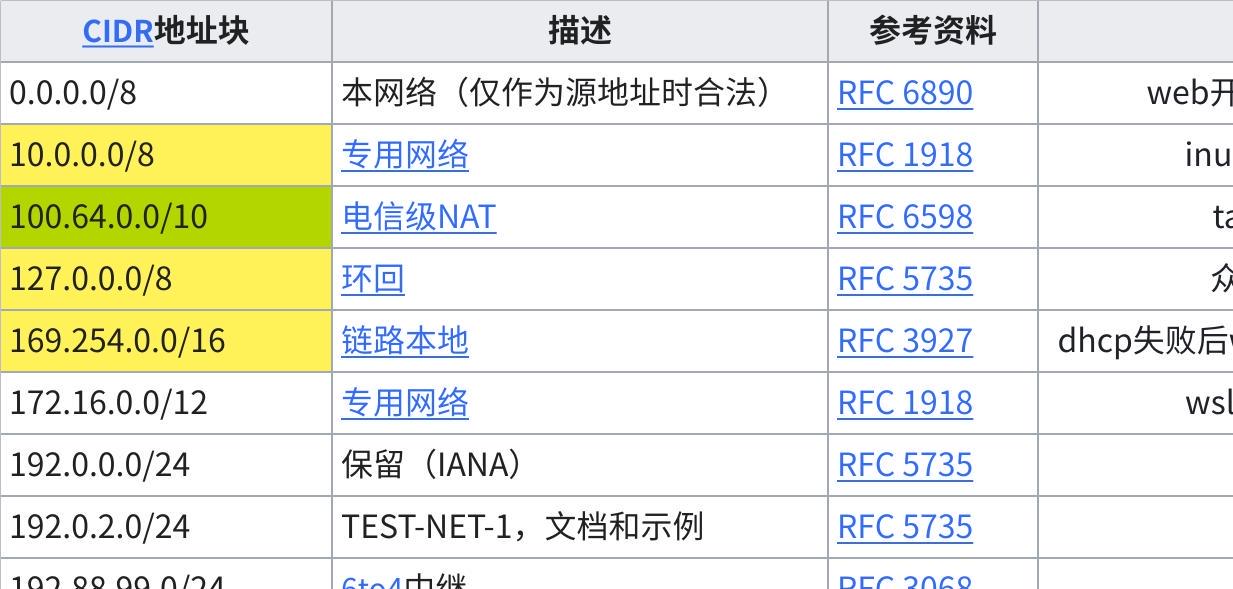 CIDR地址块 描述 参考资料
0.0.0.0/8 本网络（仅作为源地址时合法） RFC 6890 web开
10.0.0.0/8 专用网络 RFC 1918 inu
100.64.0.0/10 电信级NAT RFC 6598 ta
127.0.0.0/8 环回 RFC 5735 众
169.254.0.0/16 链路本地 RFC 3927 dhcp失败后
172.16.0.0/12 专用网络 RFC 1918 wsl
192.0.0.0/24 保留（IANA） RFC 5735
192.0.2.0/24 TEST-NET-1，文档和示例 RFC 5735
192.88.99.0/24 6to4中继 RFC 3068